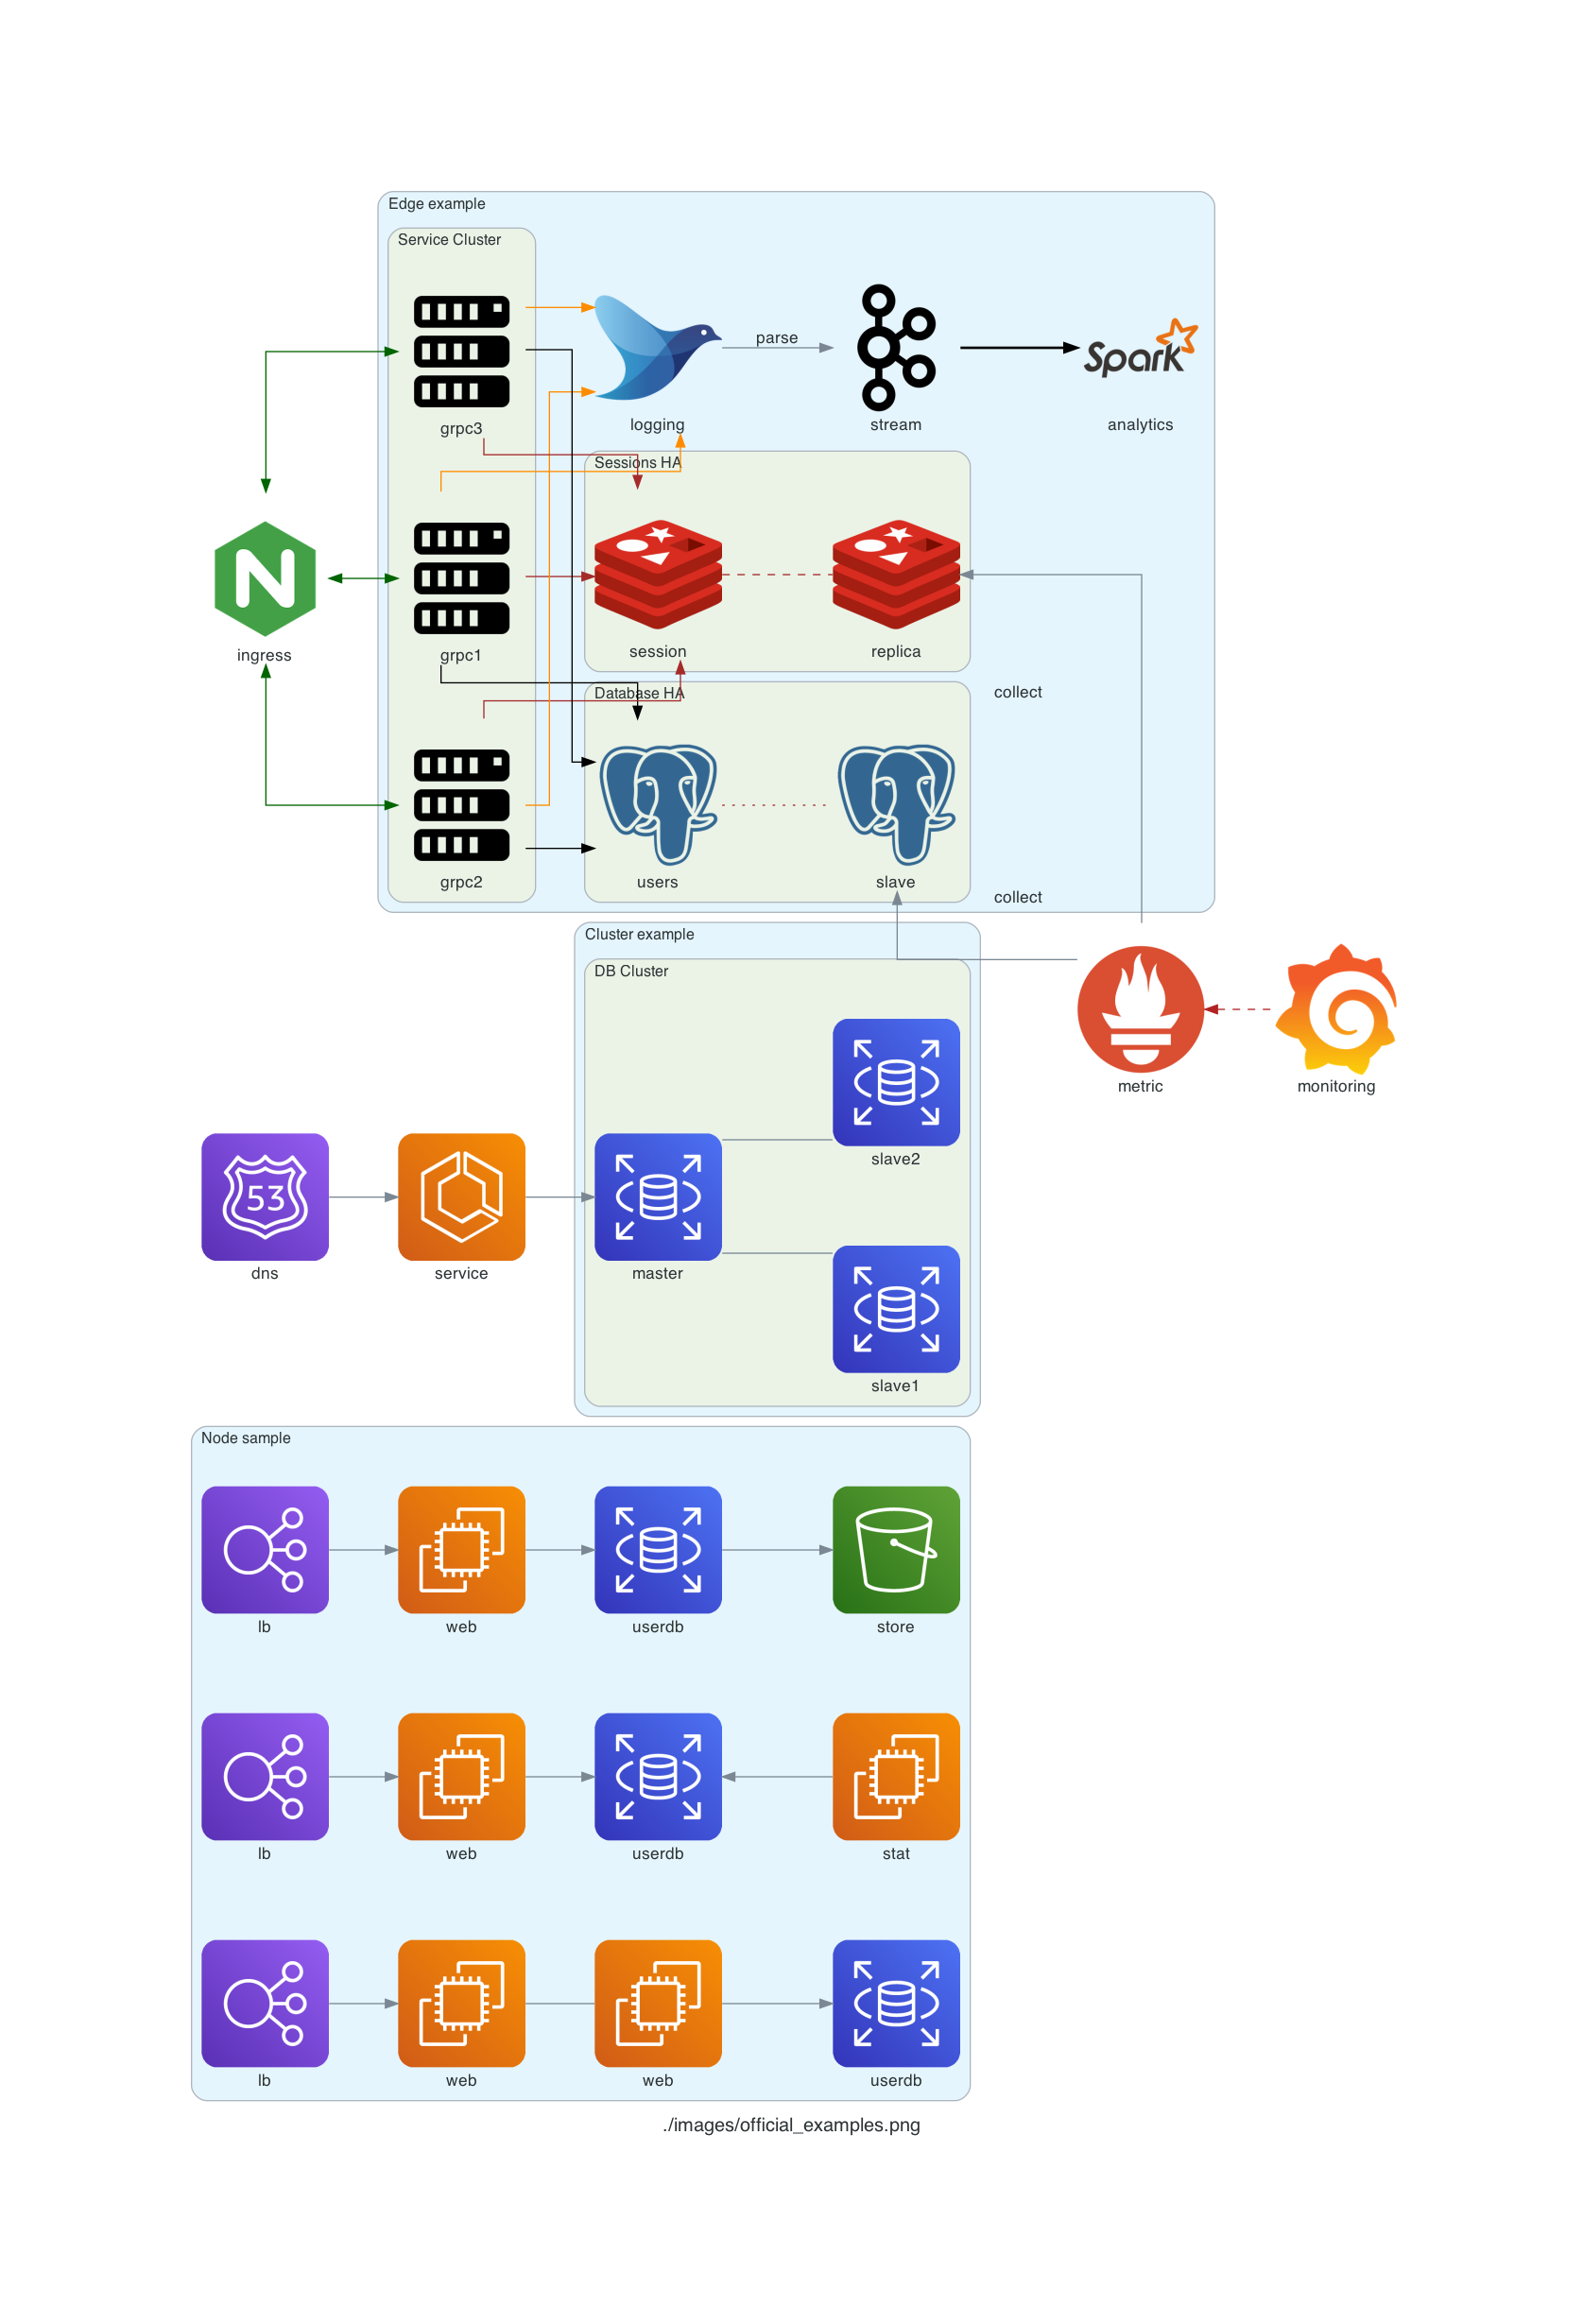 Edge example
Service Cluster
grpc3
logging
parse
stream
Spark
analytics
Sessions HA
ingress
grpc1
session
replica
Database HA
collect
grpc2
users
slave
collect
Cluster example
DB Cluster
metric
monitoring
slave2
53
dns
service
master
slave1
Node sample
lb
web
userdb
store
lb
web
userdb
stat
lb
web
web
userdb
./images/official_examples.png